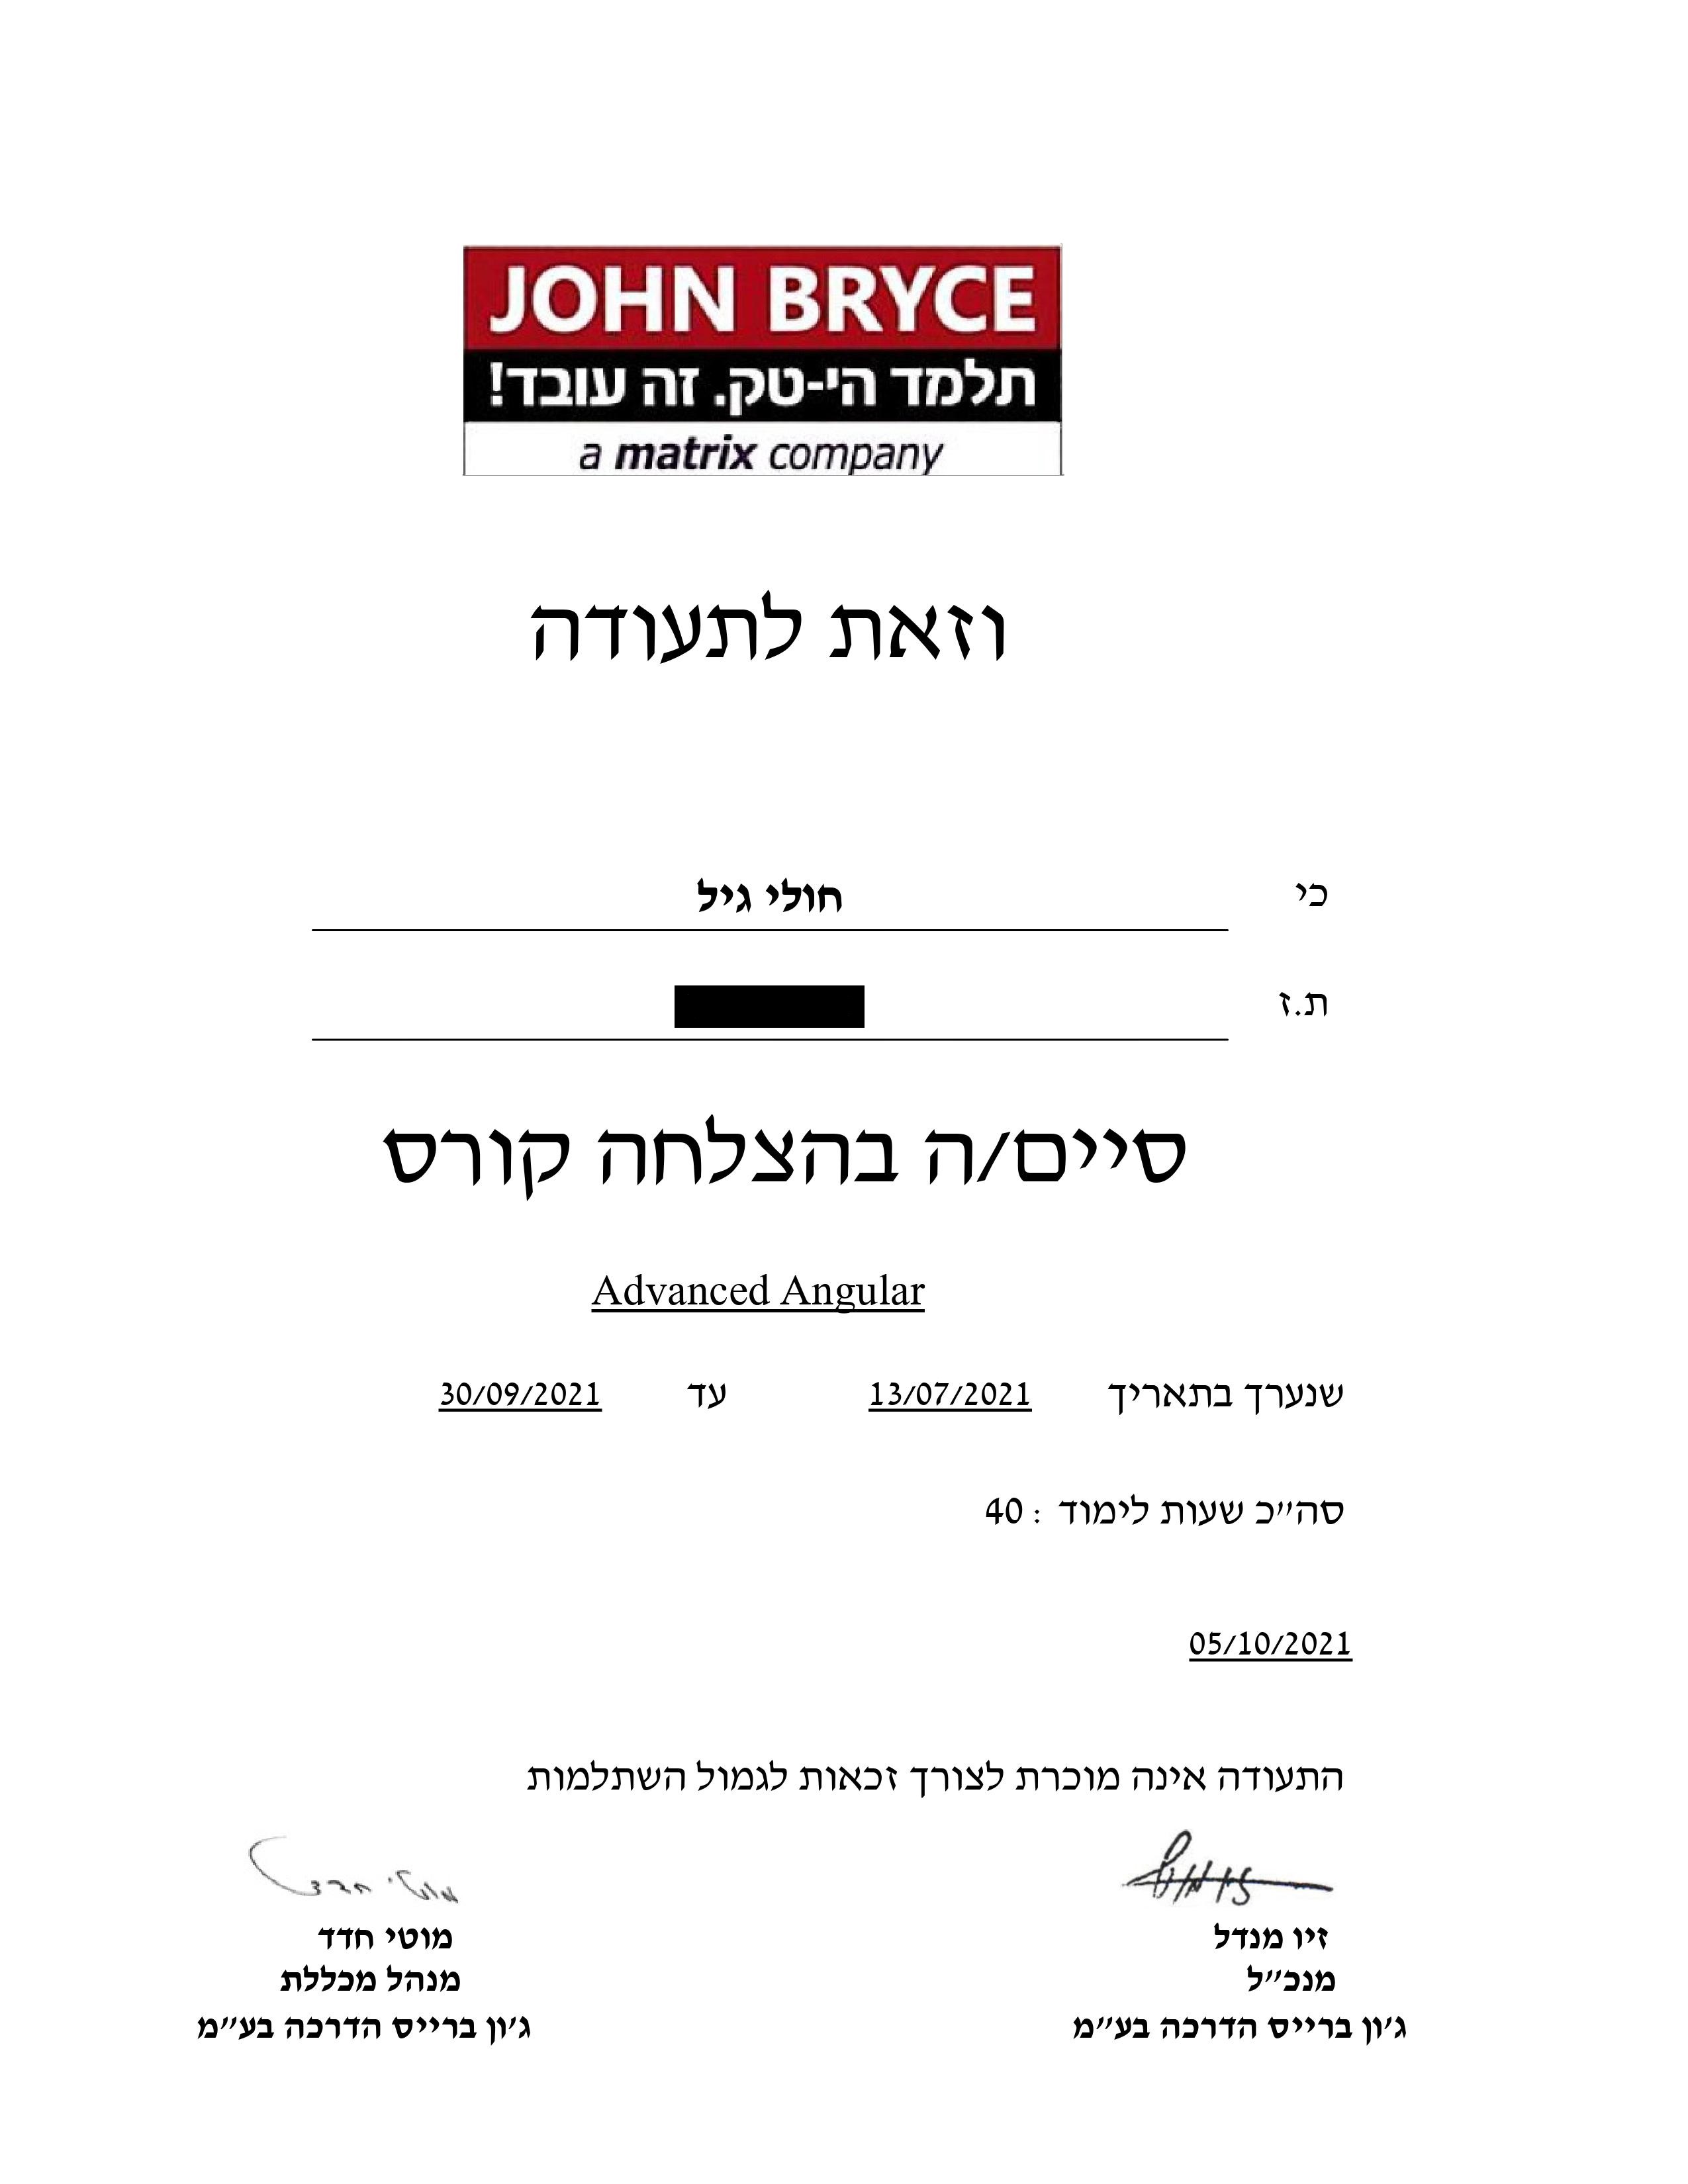 JOHN BRYCE
תלמד הי-טק. זה עובד!
a matrix company
וזאת לתעודה
כי חולי גיל
ת.ז
סיים/ה בהצלחה קורס
Advanced Angular
שנערך בתאריך 13/07/2021 עד 30/09/2021
סה״כ שעות לימוד : 40
05/10/2021
התעודה אינה מוכרת לצורך זכאות לגמול השתלמות
זיו מנדל מוטי חדד
זיו מנדל מוטי חדד
מנכ״ל מנהל מכללת
ג׳ון ברייס הדרכה בע״מ ג׳ון ברייס הדרכה בע״מ